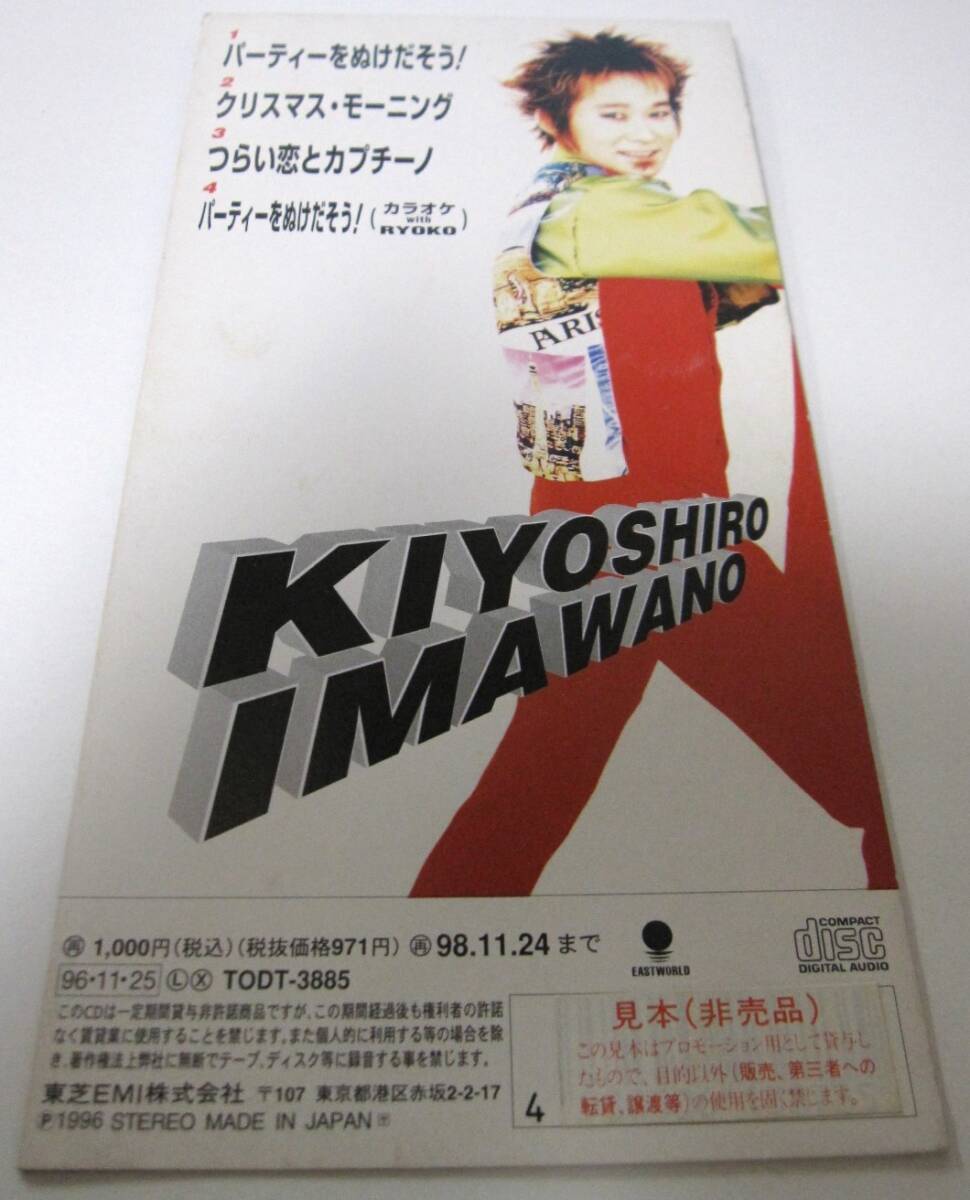 1
パーティーをぬけだそう!
2
クリスマス・モーニング
3
つらい恋とカプチーノ
4
パーティーをぬけだそう!(カラオケ with RYOKO)
PARIS
KIYOSHIRO
IMAWANO
再 1,000円(税込)(税抜価格971円) 再 98.11.24 まで
96・11・25 Ⓛ Ⓧ TODT-3885
このCDは一定期間貸与非許諾商品ですが、この期間経過後も権利者の許諾
なく賃貸業に使用することを禁じます。また個人的に利用する等の場合を除
き、著作権法上弊社に無断でテープ、ディスク等に録音する事を禁じます。
東芝EMI株式会社 〒107 東京都港区赤坂2-2-17
Ⓟ1996 STEREO MADE IN JAPAN
EASTWORLD
COMPACT
disc
DIGITAL AUDIO
見本(非売品)
この見本はプロモーション用として貸与し
たもので、目的以外(販売、第三者への
転貸、譲渡等)の使用を固く禁じます。
4